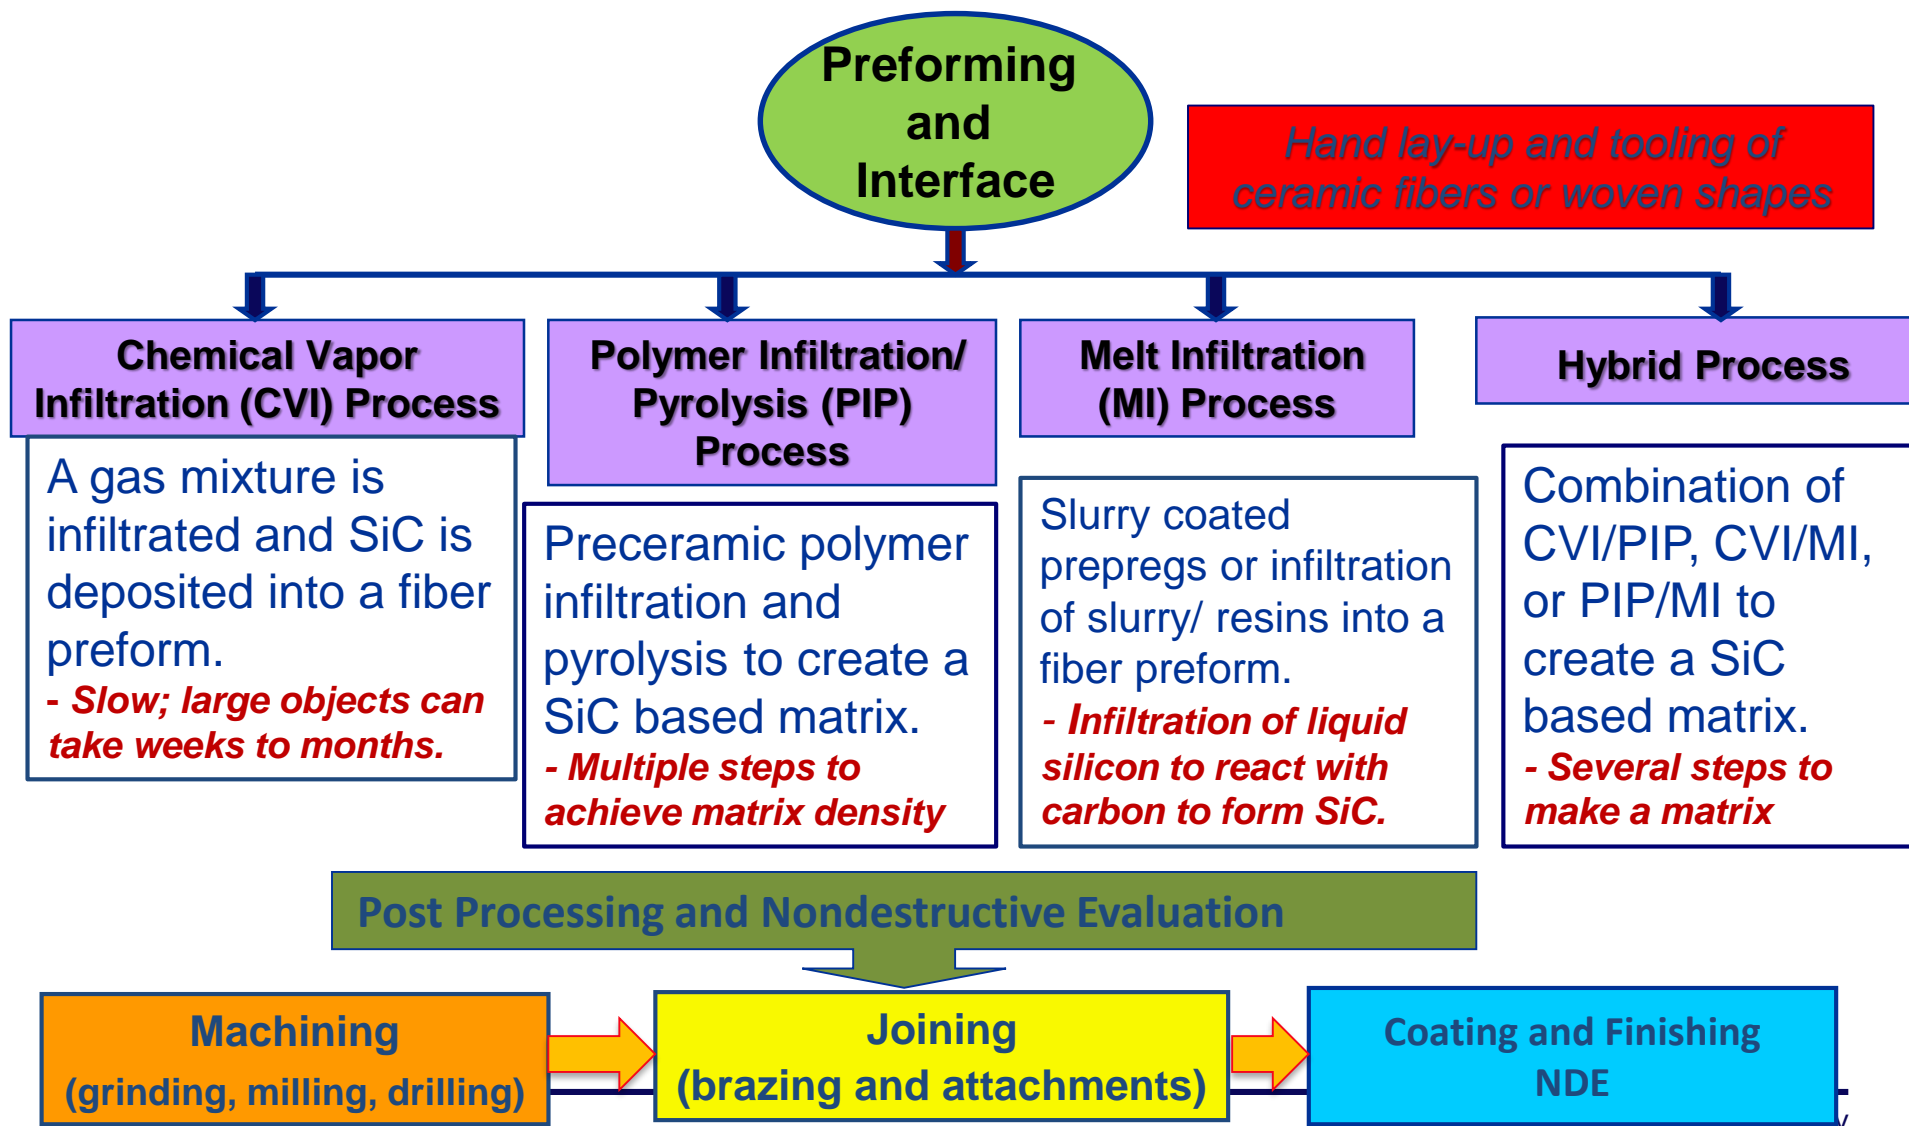 Preforming
and
Interface
Hand lay-up and tooling of
ceramic fibers or woven shapes
Chemical Vapor
Infiltration (CVI) Process
A gas mixture is
infiltrated and SiC is
deposited into a fiber
preform.
- Slow; large objects can
take weeks to months.
Polymer Infiltration/
Pyrolysis (PIP)
Process
Preceramic polymer
infiltration and
pyrolysis to create a
SiC based matrix.
- Multiple steps to
achieve matrix density
Melt Infiltration
(MI) Process
Slurry coated
prepregs or infiltration
of slurry/ resins into a
fiber preform.
- Infiltration of liquid
silicon to react with
carbon to form SiC.
Hybrid Process
Combination of
CVI/PIP, CVI/MI,
or PIP/MI to
create a SiC
based matrix.
- Several steps to
make a matrix
Post Processing and Nondestructive Evaluation
Machining
(grinding, milling, drilling)
Joining
(brazing and attachments)
Coating and Finishing
NDE